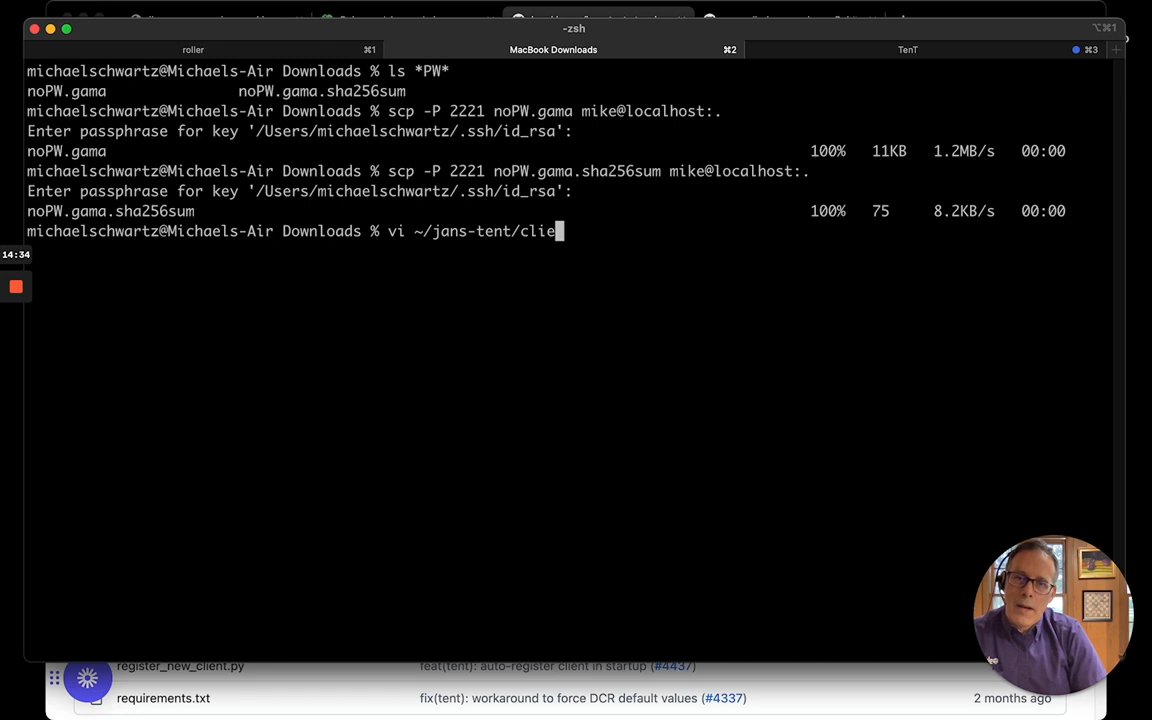 -zsh
⌥⌘1
roller ⌘1
MacBook Downloads ⌘2
TenT ⌘3
michaelschwartz@Michaels-Air Downloads % ls *PW*
noPW.gama noPW.gama.sha256sum
michaelschwartz@Michaels-Air Downloads % scp -P 2221 noPW.gama mike@localhost:.
Enter passphrase for key '/Users/michaelschwartz/.ssh/id_rsa':
noPW.gama 100% 11KB 1.2MB/s 00:00
michaelschwartz@Michaels-Air Downloads % scp -P 2221 noPW.gama.sha256sum mike@localhost:.
Enter passphrase for key '/Users/michaelschwartz/.ssh/id_rsa':
noPW.gama.sha256sum 100% 75 8.2KB/s 00:00
michaelschwartz@Michaels-Air Downloads % vi ~/jans-tent/clie
14:34
register_new_client.py feat(tent): auto-register client in startup (#4437)
requirements.txt fix(tent): workaround to force DCR default values (#4337) 2 months ago